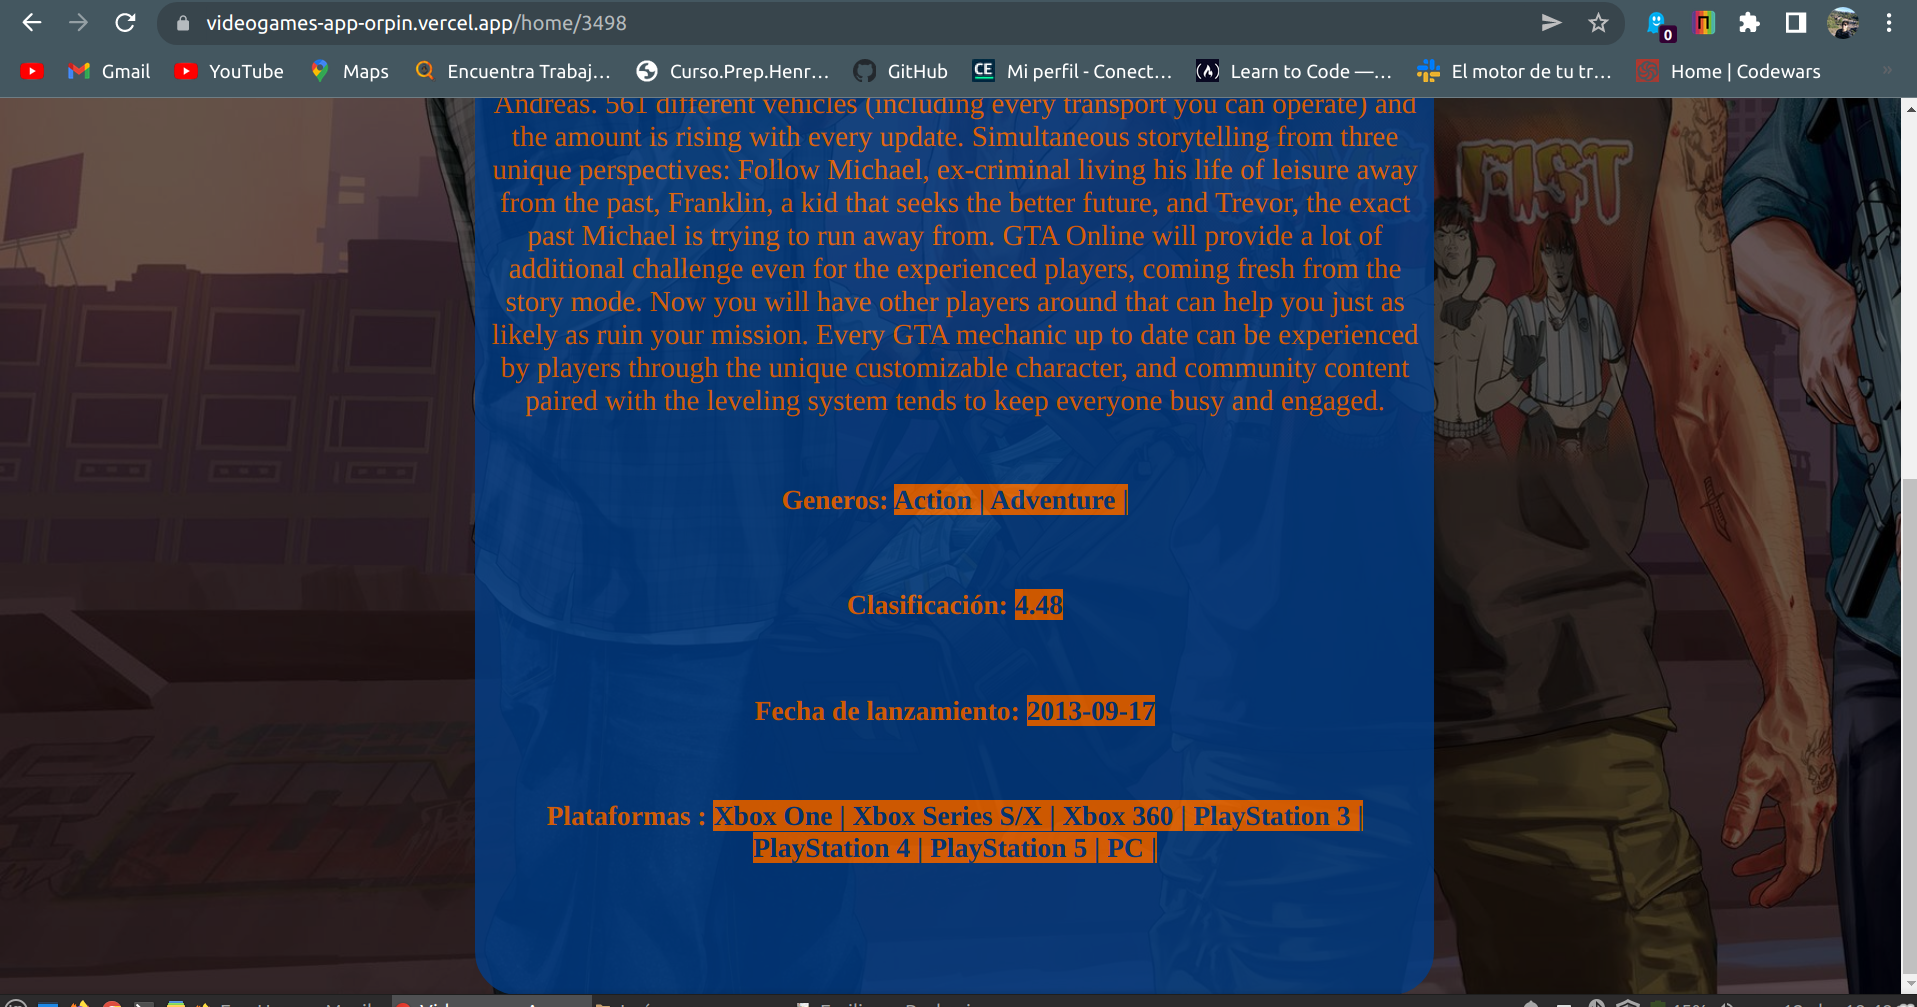 videogames-app-orpin.vercel.app/home/3498
0
Gmail YouTube Maps Encuentra Trabaj... Curso.Prep.Henr... GitHub CE Mi perfil - Conect... (A) Learn to Code —... El motor de tu tr... Home | Codewars »
Andreas. 561 different vehicles (including every transport you can operate) and
the amount is rising with every update. Simultaneous storytelling from three
unique perspectives: Follow Michael, ex-criminal living his life of leisure away
from the past, Franklin, a kid that seeks the better future, and Trevor, the exact
past Michael is trying to run away from. GTA Online will provide a lot of
additional challenge even for the experienced players, coming fresh from the
story mode. Now you will have other players around that can help you just as
likely as ruin your mission. Every GTA mechanic up to date can be experienced
by players through the unique customizable character, and community content
paired with the leveling system tends to keep everyone busy and engaged.
FIST
Generos: Action | Adventure |
Clasificación: 4.48
Fecha de lanzamiento: 2013-09-17
Plataformas : Xbox One | Xbox Series S/X | Xbox 360 | PlayStation 3 |
PlayStation 4 | PlayStation 5 | PC |